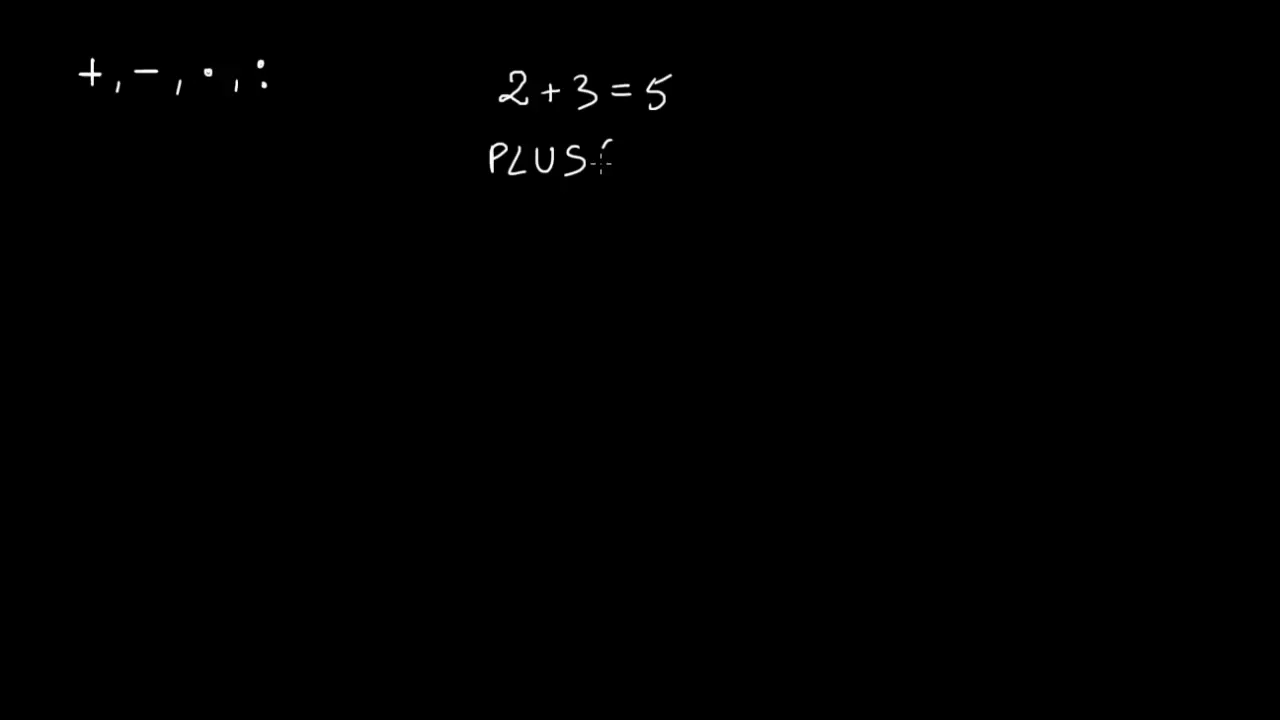 +, -, ·, :
2 + 3 = 5
PLUS(